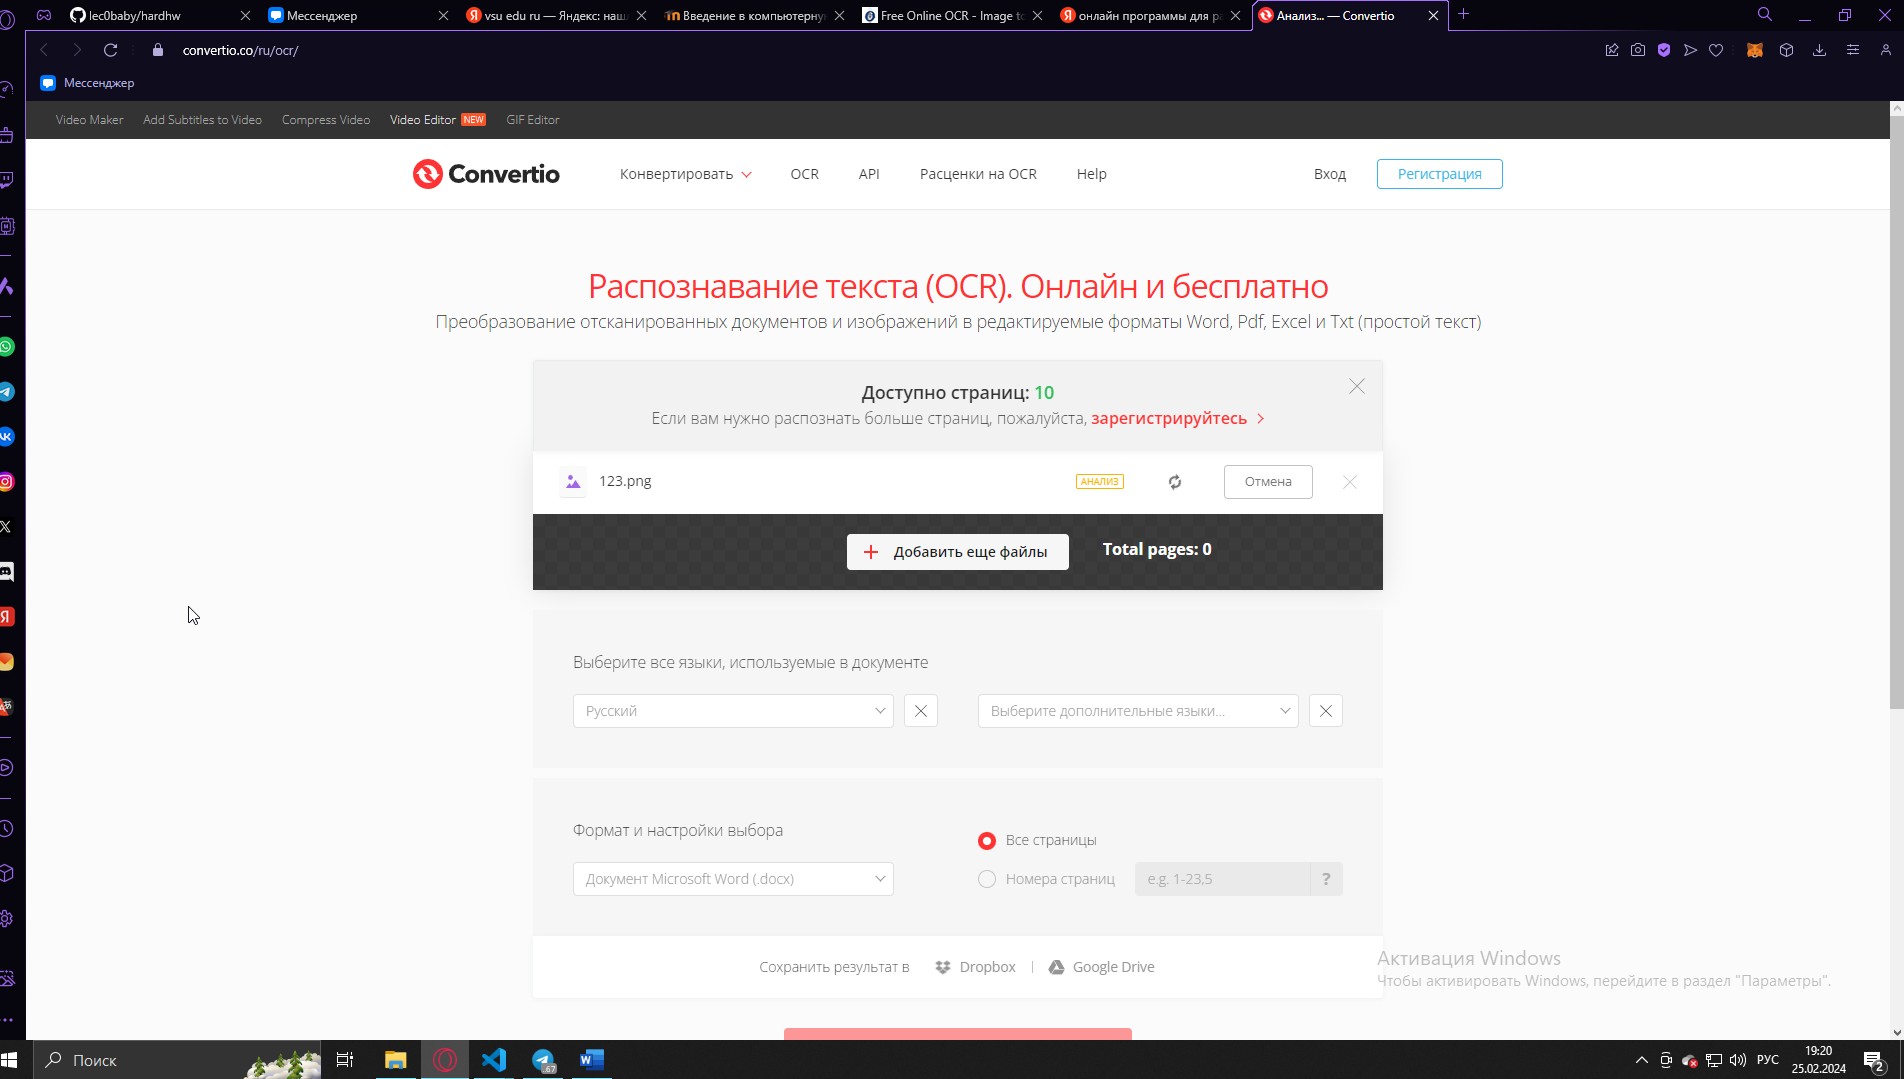 lec0baby/hardhw
Мессенджер
vsu edu ru — Яндекс: наш
Введение в компьютерну
Free Online OCR - Image to
онлайн программы для ра
Анализ... — Convertio
convertio.co/ru/ocr/
Мессенджер
Video Maker
Add Subtitles to Video
Compress Video
Video Editor NEW
GIF Editor
Convertio
Конвертировать
OCR
API
Расценки на OCR
Help
Вход
Регистрация
Распознавание текста (OCR). Онлайн и бесплатно
Преобразование отсканированных документов и изображений в редактируемые форматы Word, Pdf, Excel и Txt (простой текст)
Доступно страниц: 10
Если вам нужно распознать больше страниц, пожалуйста, зарегистрируйтесь
123.png
АНАЛИЗ
Отмена
Добавить еще файлы
Total pages: 0
Выберите все языки, используемые в документе
Русский
Выберите дополнительные языки...
Формат и настройки выбора
Все страницы
Документ Microsoft Word (.docx)
Номера страниц
e.g. 1-23,5
?
Сохранить результат в
Dropbox
Google Drive
Активация Windows
Чтобы активировать Windows, перейдите в раздел "Параметры".
Поиск
67
РУС
19:20
25.02.2024
2